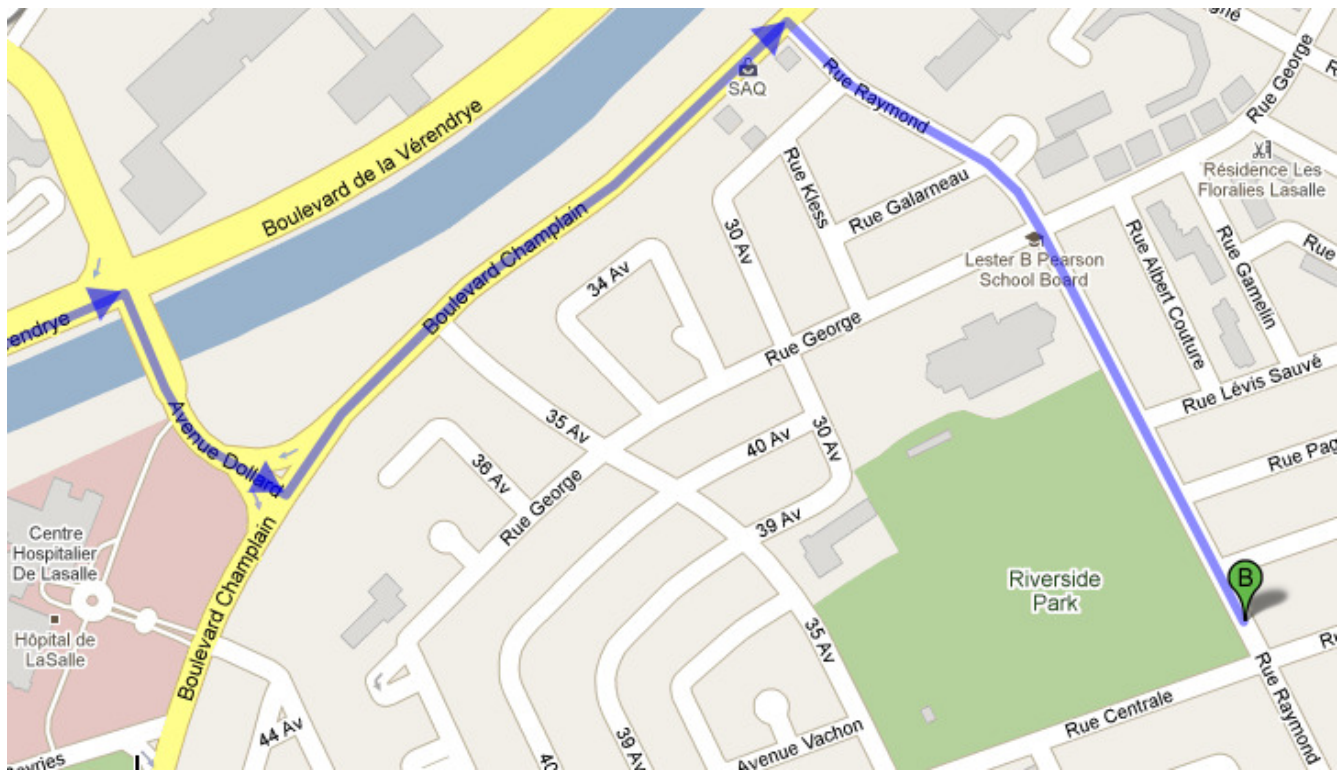 Rue George
Boulevard de la Vérendrye
SAQ
Rue Raymond
Résidence Les
Floralies Lasalle
Rue Kless
Rue Galarneau
30 Av
Lester B Pearson
School Board
Rue Albert Couture
Rue Gamelin
Rue
34 Av
Boulevard Champlain
rendrye
Rue George
Rue Lévis Sauvé
Avenue Dollard
35 Av
30 Av
40 Av
36 Av
Rue Pag
Rue George
39 Av
Centre
Hospitalier
De Lasalle
Boulevard Champlain
B
Riverside
Park
Hôpital de
LaSalle
35 Av
Rue Raymond
Rue Centrale
44 Av
39 Av
40
Avenue Vachon